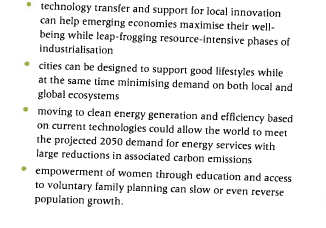 • technology transfer and support for local innovation
can help emerging economies maximise their well-
being while leap-frogging resource-intensive phases of
industrialisation
• cities can be designed to support good lifestyles while
at the same time minimising demand on both local and
global ecosystems
• moving to clean energy generation and efficiency based
on current technologies could allow the world to meet
the projected 2050 demand for energy services with
large reductions in associated carbon emissions
• empowerment of women through education and access
to voluntary family planning can slow or even reverse
population growth.